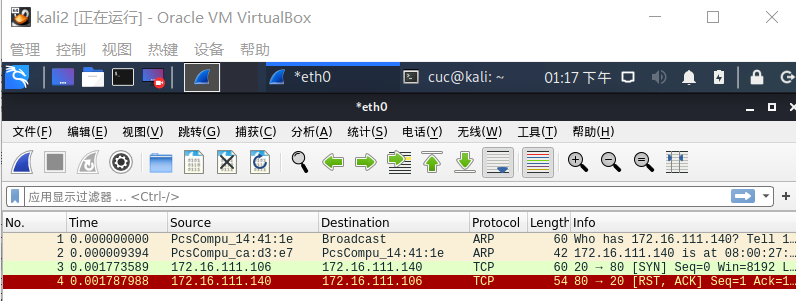 kali2 [正在运行] - Oracle VM VirtualBox
管理 控制 视图 热键 设备 帮助
*eth0 cuc@kali: ~ 01:17 下午
*eth0
文件(F) 编辑(E) 视图(V) 跳转(G) 捕获(C) 分析(A) 统计(S) 电话(Y) 无线(W) 工具(T) 帮助(H)
应用显示过滤器 … <Ctrl-/>
No. Time Source Destination Protocol Length Info
1 0.000000000 PcsCompu_14:41:1e Broadcast ARP 60 Who has 172.16.111.140? Tell 1…
2 0.000009394 PcsCompu_ca:d3:e7 PcsCompu_14:41:1e ARP 42 172.16.111.140 is at 08:00:27:…
3 0.001773589 172.16.111.106 172.16.111.140 TCP 60 20 → 80 [SYN] Seq=0 Win=8192 L…
4 0.001787988 172.16.111.140 172.16.111.106 TCP 54 80 → 20 [RST, ACK] Seq=1 Ack=1…